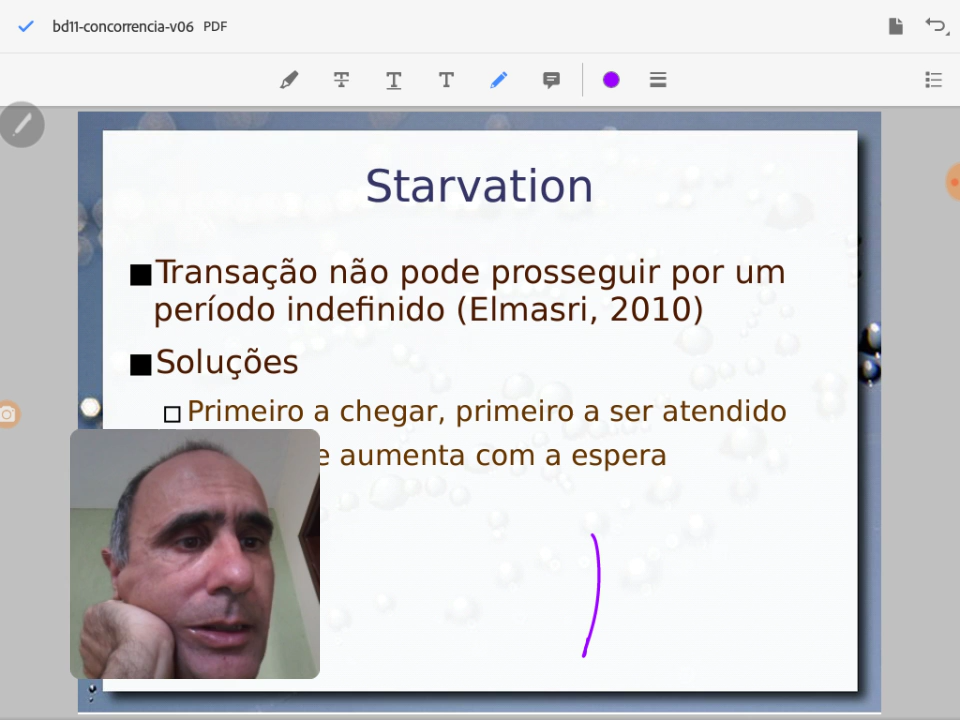 bd11-concorrencia-v06 PDF
Starvation
Transação não pode prosseguir por um
período indefinido (Elmasri, 2010)
Soluções
Primeiro a chegar, primeiro a ser atendido
e aumenta com a espera